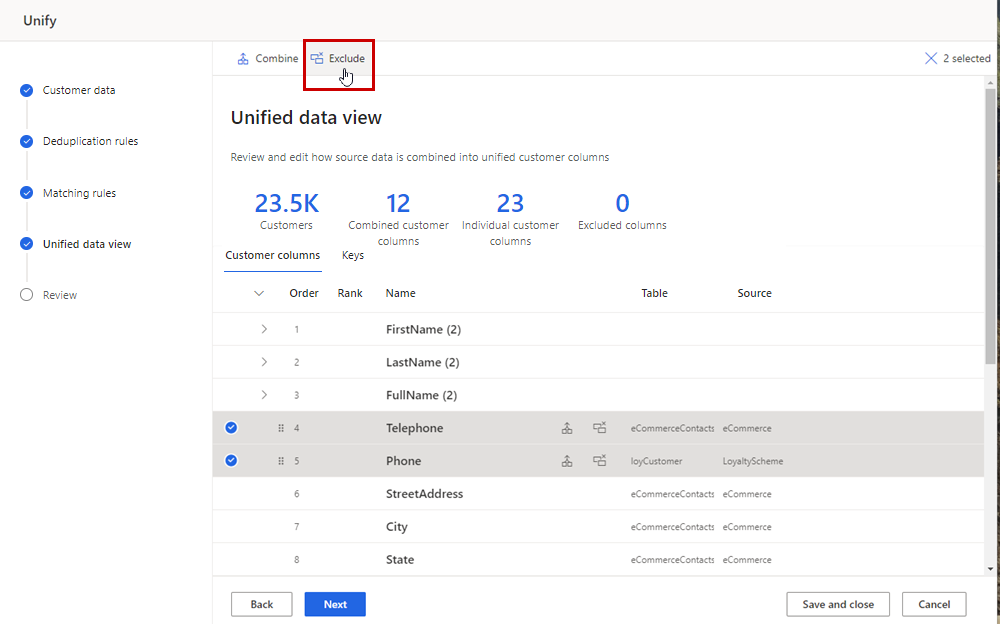 Unify
Combine Exclude 2 selected
Customer data
Deduplication rules
Matching rules
Unified data view
Review
Unified data view
Review and edit how source data is combined into unified customer columns
23.5K 12 23 0
Customers Combined customer Individual customer Excluded columns
columns columns
Customer columns Keys
Order Rank Name Table Source
1 FirstName (2)
2 LastName (2)
3 FullName (2)
4 Telephone eCommerceContacts eCommerce
5 Phone loyCustomer LoyaltyScheme
6 StreetAddress eCommerceContacts eCommerce
7 City eCommerceContacts eCommerce
8 State eCommerceContacts eCommerce
Back Next Save and close Cancel